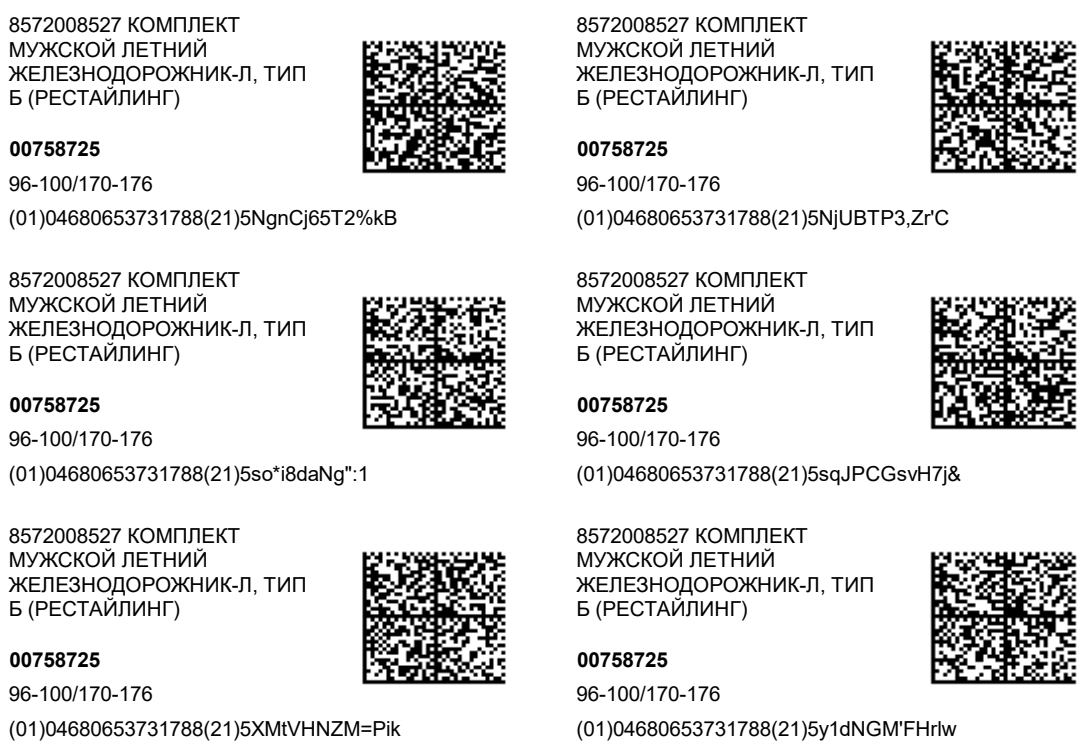 8572008527 КОМПЛЕКТ
МУЖСКОЙ ЛЕТНИЙ
ЖЕЛЕЗНОДОРОЖНИК-Л, ТИП
Б (РЕСТАЙЛИНГ)
00758725
96-100/170-176
(01)04680653731788(21)5NgnCj65T2%kB
8572008527 КОМПЛЕКТ
МУЖСКОЙ ЛЕТНИЙ
ЖЕЛЕЗНОДОРОЖНИК-Л, ТИП
Б (РЕСТАЙЛИНГ)
00758725
96-100/170-176
(01)04680653731788(21)5NjUBTP3,Zr'C
8572008527 КОМПЛЕКТ
МУЖСКОЙ ЛЕТНИЙ
ЖЕЛЕЗНОДОРОЖНИК-Л, ТИП
Б (РЕСТАЙЛИНГ)
00758725
96-100/170-176
(01)04680653731788(21)5so*i8daNg":1
8572008527 КОМПЛЕКТ
МУЖСКОЙ ЛЕТНИЙ
ЖЕЛЕЗНОДОРОЖНИК-Л, ТИП
Б (РЕСТАЙЛИНГ)
00758725
96-100/170-176
(01)04680653731788(21)5sqJPCGsvH7j&
8572008527 КОМПЛЕКТ
МУЖСКОЙ ЛЕТНИЙ
ЖЕЛЕЗНОДОРОЖНИК-Л, ТИП
Б (РЕСТАЙЛИНГ)
00758725
96-100/170-176
(01)04680653731788(21)5XMtVHNZM=Pik
8572008527 КОМПЛЕКТ
МУЖСКОЙ ЛЕТНИЙ
ЖЕЛЕЗНОДОРОЖНИК-Л, ТИП
Б (РЕСТАЙЛИНГ)
00758725
96-100/170-176
(01)04680653731788(21)5y1dNGM'FHrlw